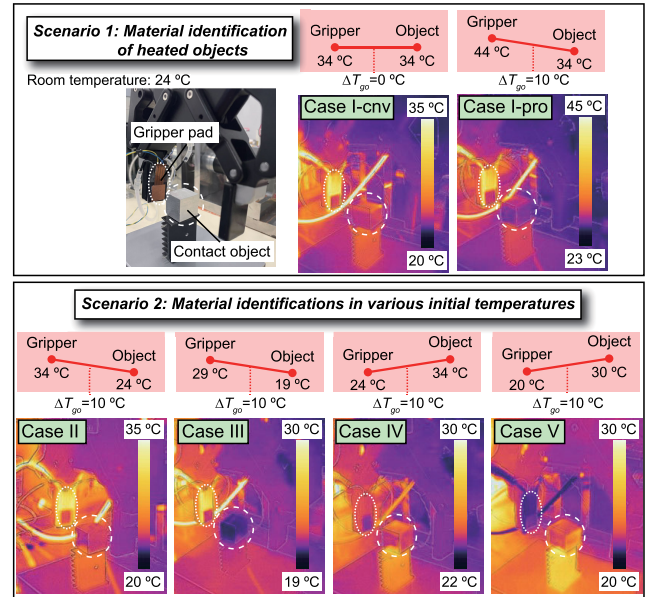 Scenario 1: Material identification
of heated objects
Room temperature: 24 ºC
Gripper pad
Contact object
Gripper
Object
34 ºC
34 ºC
ΔTgo=0 ºC
Case I-cnv
35 ºC
20 ºC
Gripper
Object
44 ºC
34 ºC
ΔTgo=10 ºC
Case I-pro
45 ºC
23 ºC
Scenario 2: Material identifications in various initial temperatures
Gripper
Object
34 ºC
24 ºC
ΔTgo=10 ºC
Case II
35 ºC
20 ºC
Gripper
Object
29 ºC
19 ºC
ΔTgo=10 ºC
Case III
30 ºC
19 ºC
Gripper
Object
24 ºC
34 ºC
ΔTgo=10 ºC
Case IV
30 ºC
22 ºC
Gripper
Object
20 ºC
30 ºC
ΔTgo=10 ºC
Case V
30 ºC
20 ºC